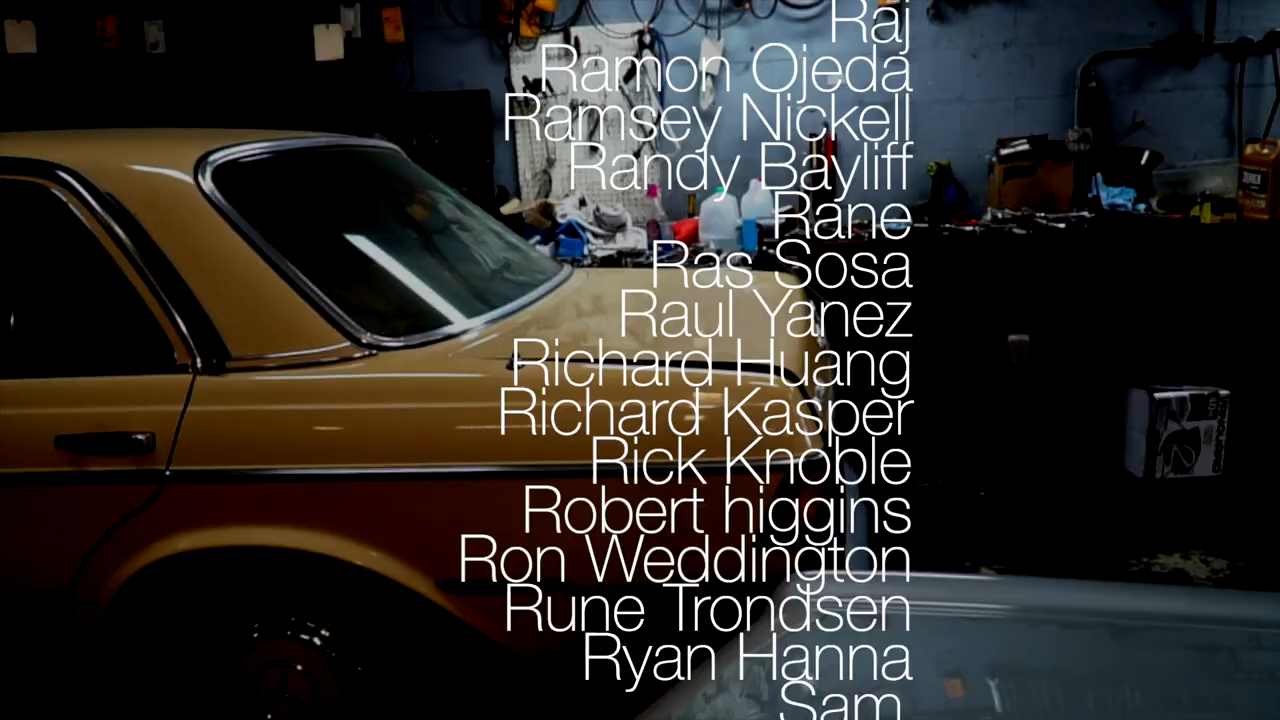 Raj
Ramon Ojeda
Ramsey Nickell
Randy Bayliff
Rane
Ras Sosa
Raul Yanez
Richard Huang
Richard Kasper
Rick Knoble
Robert higgins
Ron Weddington
Rune Trondsen
Ryan Hanna
Sam